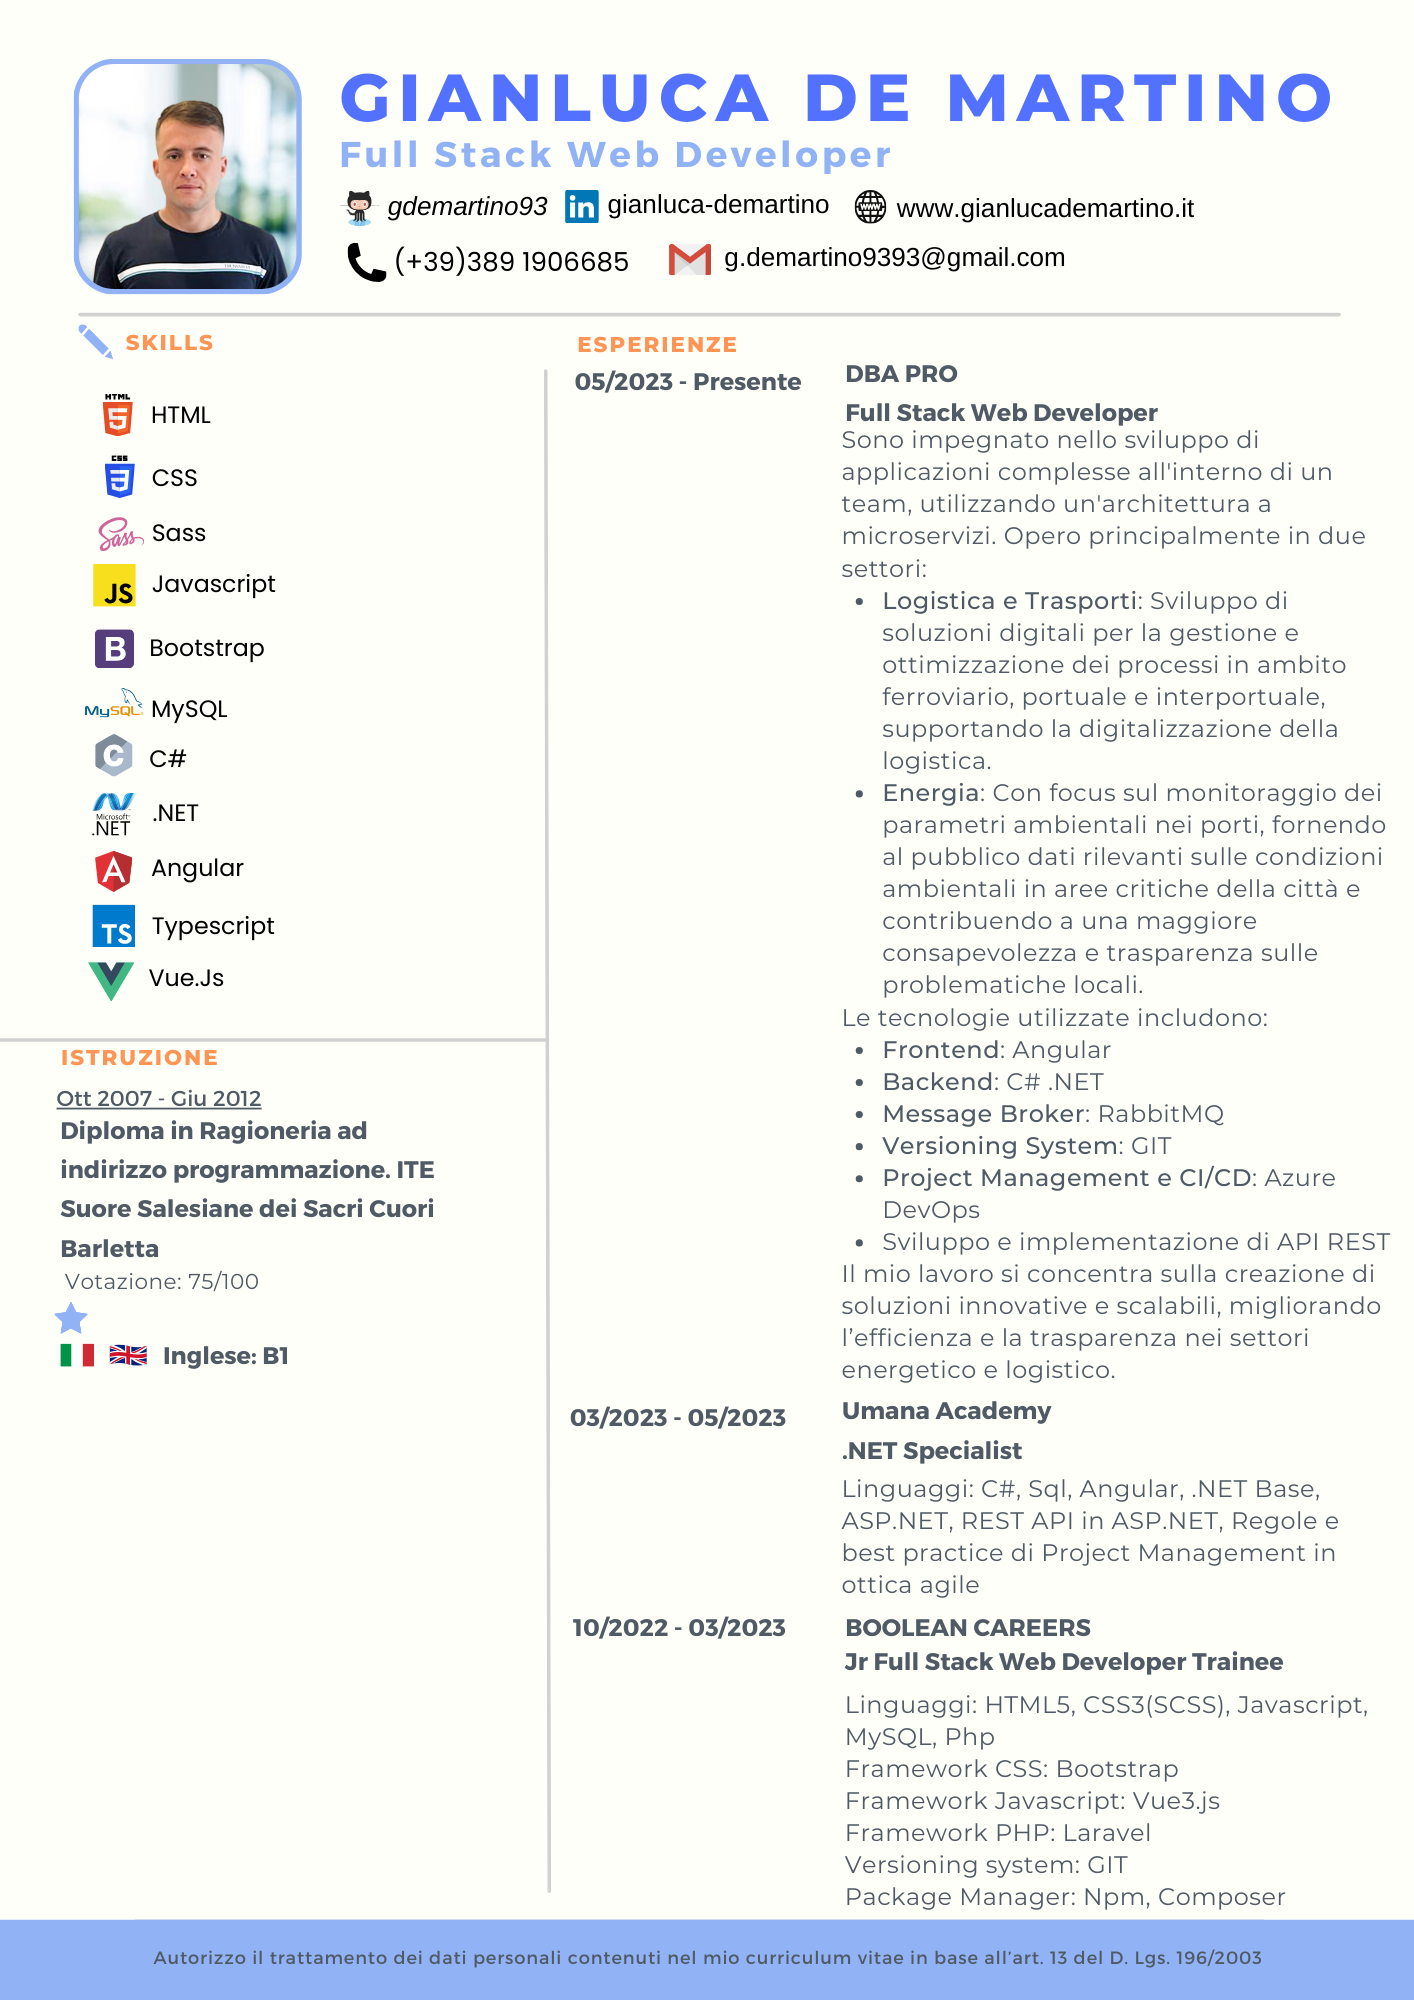 GIANLUCA DE MARTINO
Full Stack Web Developer
gdemartino93
in gianluca-demartino
www.gianlucademartino.it
(+39)389 1906685
g.demartino9393@gmail.com
SKILLS
HTML
5 HTML
CSS
3 CSS
Sass Sass
JS Javascript
B Bootstrap
MySQL MySQL
C C#
Microsoft
.NET .NET
A Angular
TS Typescript
Vue.Js
ISTRUZIONE
Ott 2007 - Giu 2012
Diploma in Ragioneria ad
indirizzo programmazione. ITE
Suore Salesiane dei Sacri Cuori
Barletta
Votazione: 75/100
Inglese: B1
ESPERIENZE
05/2023 - Presente
DBA PRO
Full Stack Web Developer
Sono impegnato nello sviluppo di
applicazioni complesse all'interno di un
team, utilizzando un'architettura a
microservizi. Opero principalmente in due
settori:
• Logistica e Trasporti: Sviluppo di
soluzioni digitali per la gestione e
ottimizzazione dei processi in ambito
ferroviario, portuale e interportuale,
supportando la digitalizzazione della
logistica.
• Energia: Con focus sul monitoraggio dei
parametri ambientali nei porti, fornendo
al pubblico dati rilevanti sulle condizioni
ambientali in aree critiche della città e
contribuendo a una maggiore
consapevolezza e trasparenza sulle
problematiche locali.
Le tecnologie utilizzate includono:
• Frontend: Angular
• Backend: C# .NET
• Message Broker: RabbitMQ
• Versioning System: GIT
• Project Management e CI/CD: Azure
DevOps
• Sviluppo e implementazione di API REST
Il mio lavoro si concentra sulla creazione di
soluzioni innovative e scalabili, migliorando
l’efficienza e la trasparenza nei settori
energetico e logistico.
03/2023 - 05/2023
Umana Academy
.NET Specialist
Linguaggi: C#, Sql, Angular, .NET Base,
ASP.NET, REST API in ASP.NET, Regole e
best practice di Project Management in
ottica agile
10/2022 - 03/2023
BOOLEAN CAREERS
Jr Full Stack Web Developer Trainee
Linguaggi: HTML5, CSS3(SCSS), Javascript,
MySQL, Php
Framework CSS: Bootstrap
Framework Javascript: Vue3.js
Framework PHP: Laravel
Versioning system: GIT
Package Manager: Npm, Composer
Autorizzo il trattamento dei dati personali contenuti nel mio curriculum vitae in base all’art. 13 del D. Lgs. 196/2003